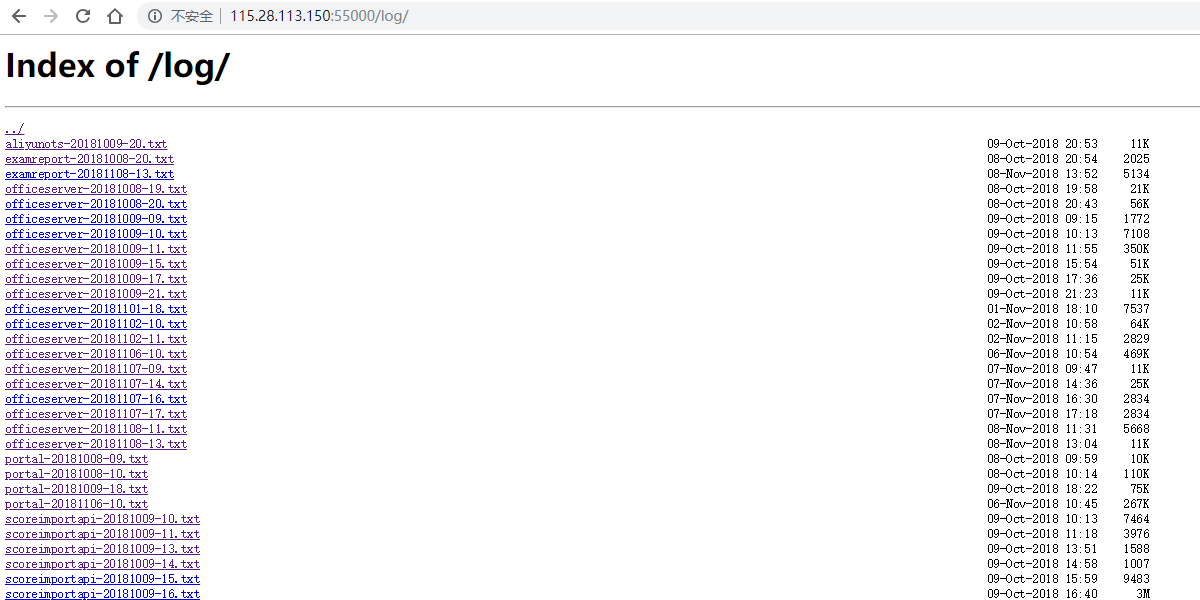 不安全 115.28.113.150:55000/log/
Index of /log/
../
aliyunots-20181009-20.txt 09-Oct-2018 20:53 11K
examreport-20181008-20.txt 08-Oct-2018 20:54 2025
examreport-20181108-13.txt 08-Nov-2018 13:52 5134
officeserver-20181008-19.txt 08-Oct-2018 19:58 21K
officeserver-20181008-20.txt 08-Oct-2018 20:43 56K
officeserver-20181009-09.txt 09-Oct-2018 09:15 1772
officeserver-20181009-10.txt 09-Oct-2018 10:13 7108
officeserver-20181009-11.txt 09-Oct-2018 11:55 350K
officeserver-20181009-15.txt 09-Oct-2018 15:54 51K
officeserver-20181009-17.txt 09-Oct-2018 17:36 25K
officeserver-20181009-21.txt 09-Oct-2018 21:23 11K
officeserver-20181101-18.txt 01-Nov-2018 18:10 7537
officeserver-20181102-10.txt 02-Nov-2018 10:58 64K
officeserver-20181102-11.txt 02-Nov-2018 11:15 2829
officeserver-20181106-10.txt 06-Nov-2018 10:54 469K
officeserver-20181107-09.txt 07-Nov-2018 09:47 11K
officeserver-20181107-14.txt 07-Nov-2018 14:36 25K
officeserver-20181107-16.txt 07-Nov-2018 16:30 2834
officeserver-20181107-17.txt 07-Nov-2018 17:18 2834
officeserver-20181108-11.txt 08-Nov-2018 11:31 5668
officeserver-20181108-13.txt 08-Nov-2018 13:04 11K
portal-20181008-09.txt 08-Oct-2018 09:59 10K
portal-20181008-10.txt 08-Oct-2018 10:14 110K
portal-20181009-18.txt 09-Oct-2018 18:22 75K
portal-20181106-10.txt 06-Nov-2018 10:45 267K
scoreimportapi-20181009-10.txt 09-Oct-2018 10:13 7464
scoreimportapi-20181009-11.txt 09-Oct-2018 11:18 3976
scoreimportapi-20181009-13.txt 09-Oct-2018 13:51 1588
scoreimportapi-20181009-14.txt 09-Oct-2018 14:58 1007
scoreimportapi-20181009-15.txt 09-Oct-2018 15:59 9483
scoreimportapi-20181009-16.txt 09-Oct-2018 16:40 3M